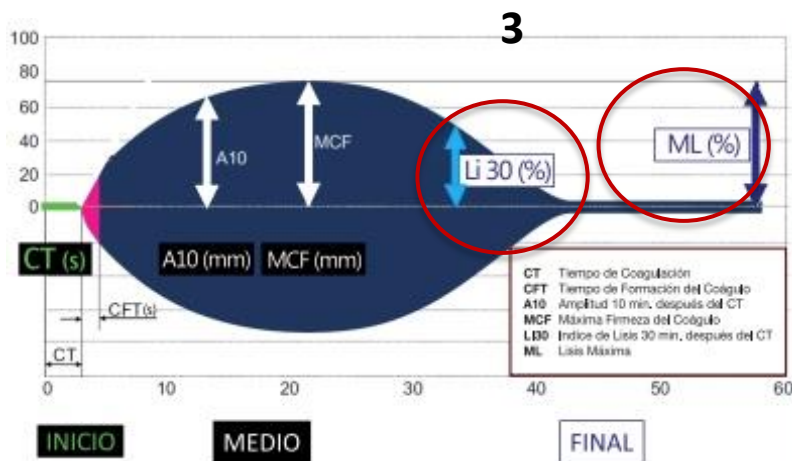 3
100
80
60
40
20
0
A10
MCF
Li 30 (%)
ML (%)
CT (s)
A10 (mm)
MCF (mm)
CFT(s)
CT
CT Tiempo de Coagulación
CFT Tiempo de Formación del Coágulo
A10 Amplitud 10 min. después del CT
MCF Máxima Firmeza del Coágulo
LI30 Indice de Lisis 30 min. después del CT
ML Lisis Máxima
0 10 20 30 40 50 60
INICIO MEDIO FINAL